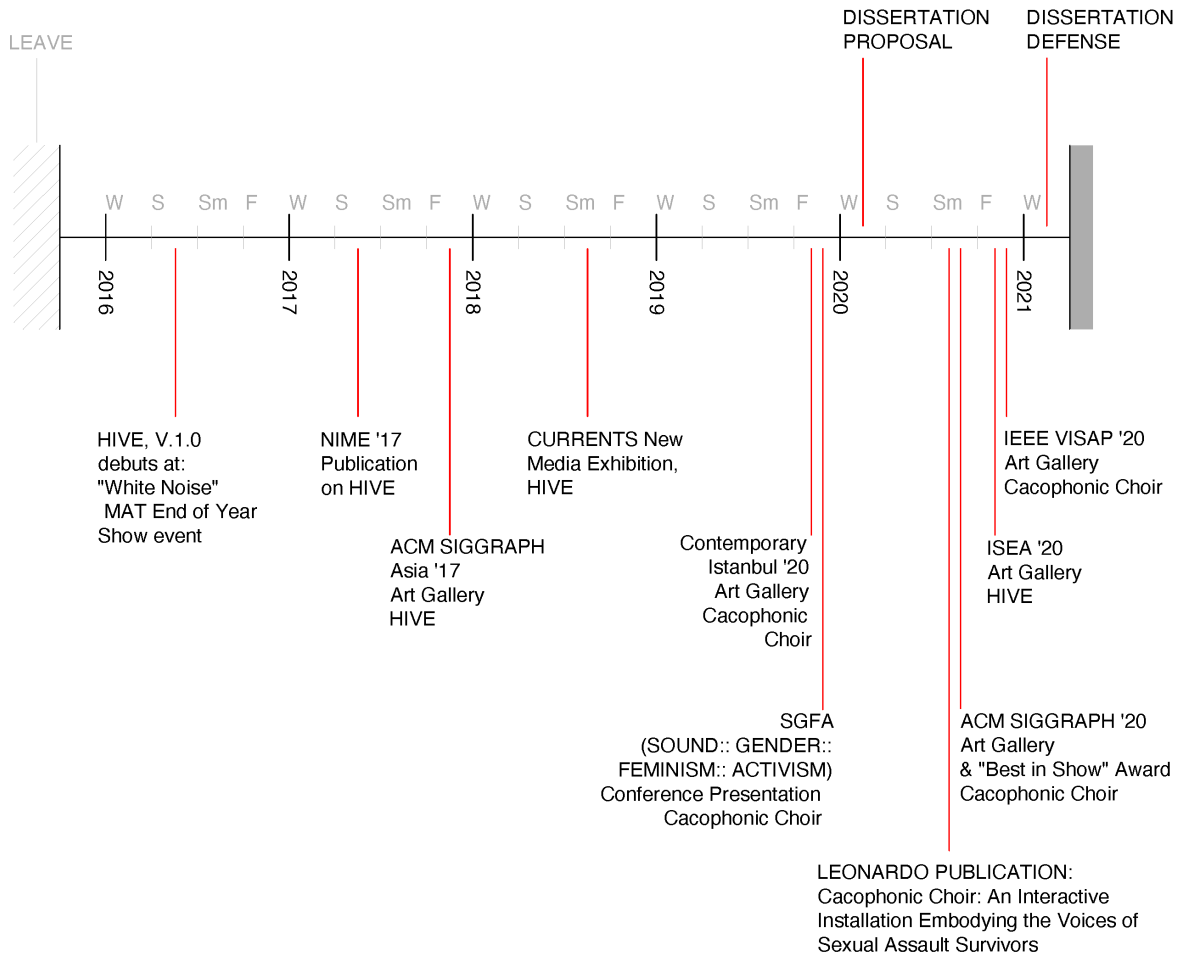 LEAVE
DISSERTATION
PROPOSAL
DISSERTATION
DEFENSE
W S Sm F W S Sm F W S Sm F W S Sm F W S Sm F W
2016 2017 2018 2019 2020 2021
HIVE, V.1.0
debuts at:
"White Noise"
MAT End of Year
Show event
NIME '17
Publication
on HIVE
ACM SIGGRAPH
Asia '17
Art Gallery
HIVE
CURRENTS New
Media Exhibition,
HIVE
Contemporary
Istanbul '20
Art Gallery
Cacophonic
Choir
SGFA
(SOUND:: GENDER::
FEMINISM:: ACTIVISM)
Conference Presentation
Cacophonic Choir
IEEE VISAP '20
Art Gallery
Cacophonic Choir
ISEA '20
Art Gallery
HIVE
ACM SIGGRAPH '20
Art Gallery
& "Best in Show" Award
Cacophonic Choir
LEONARDO PUBLICATION:
Cacophonic Choir: An Interactive
Installation Embodying the Voices of
Sexual Assault Survivors